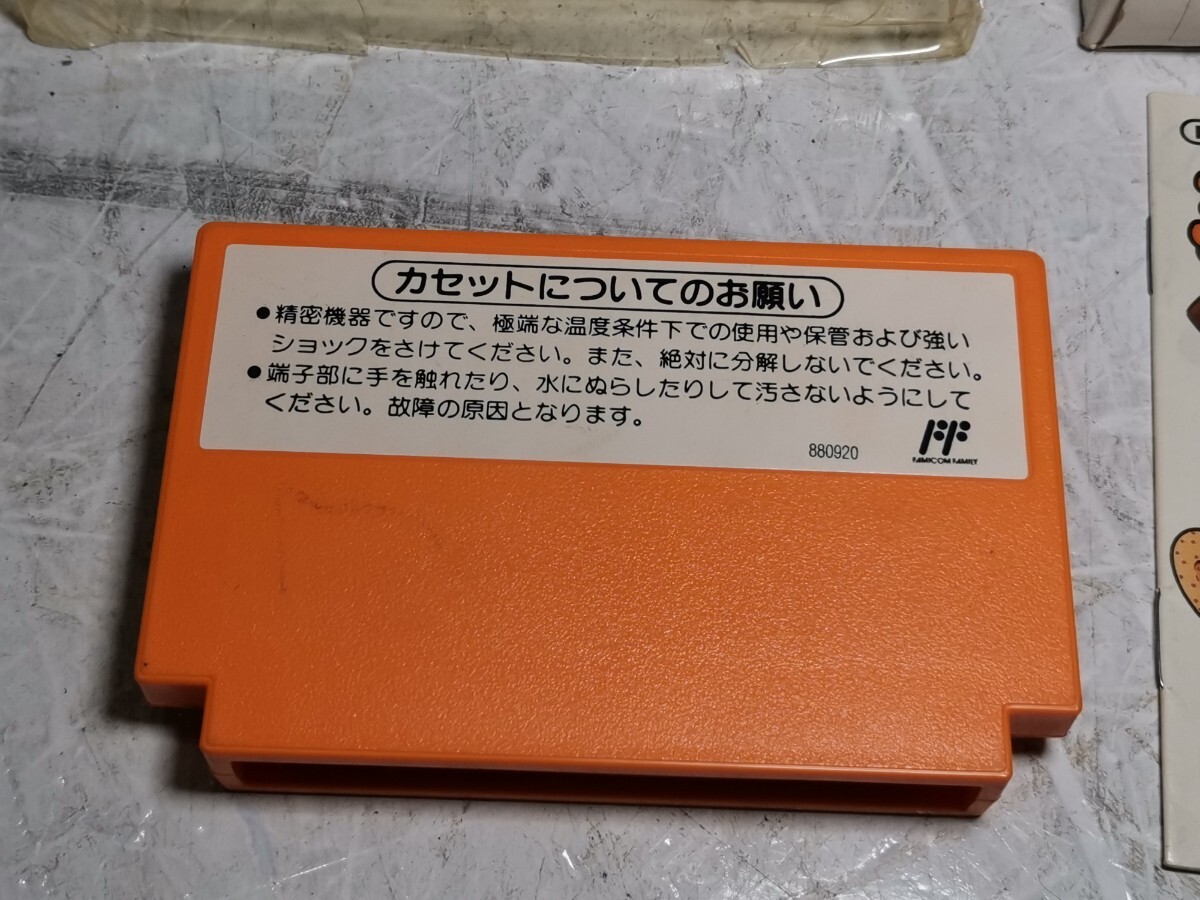 カセットについてのお願い
●精密機器ですので、極端な温度条件下での使用や保管および強い
ショックをさけてください。また、絶対に分解しないでください。
●端子部に手を触れたり、水にぬらしたりして汚さないようにして
ください。故障の原因となります。
880920
FF
FAMICOM FAMILY